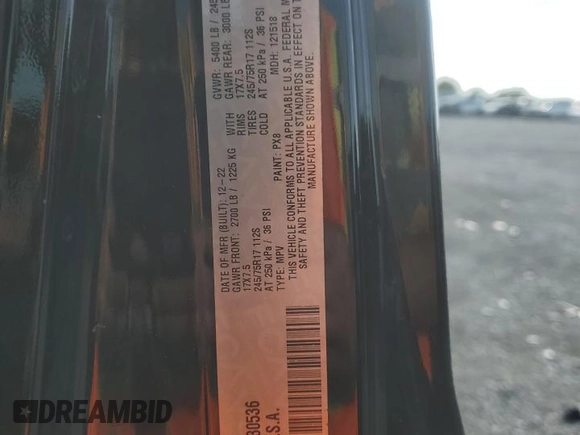 DATE OF MFR (BUILT): 12-22 GVWR: 5400 LB / 245
GAWR FRONT: 2700 LB / 1225 KG WITH GAWR REAR: 3000 LB
17X7.5 RIMS 17X7.5
245/75R17 112S TIRES 245/75R17 112S
AT 250 kPa / 36 PSI COLD AT 250 kPa / 36 PSI
TYPE: MPV PAINT: PX8 MDH: 121518
THIS VEHICLE CONFORMS TO ALL APPLICABLE U.S.A. FEDERAL M
SAFETY AND THEFT PREVENTION STANDARDS IN EFFECT ON T
MANUFACTURE SHOWN ABOVE.
30536
S.A.
DREAMBID